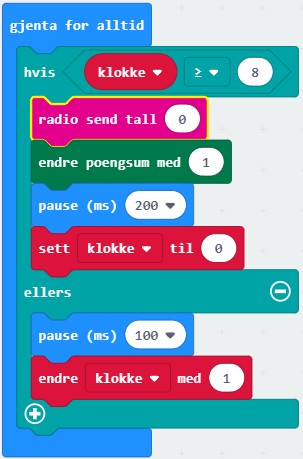 gjenta for alltid
hvis klokke ≥ 8
radio send tall 0
endre poengsum med 1
pause (ms) 200
sett klokke til 0
ellers
pause (ms) 100
endre klokke med 1